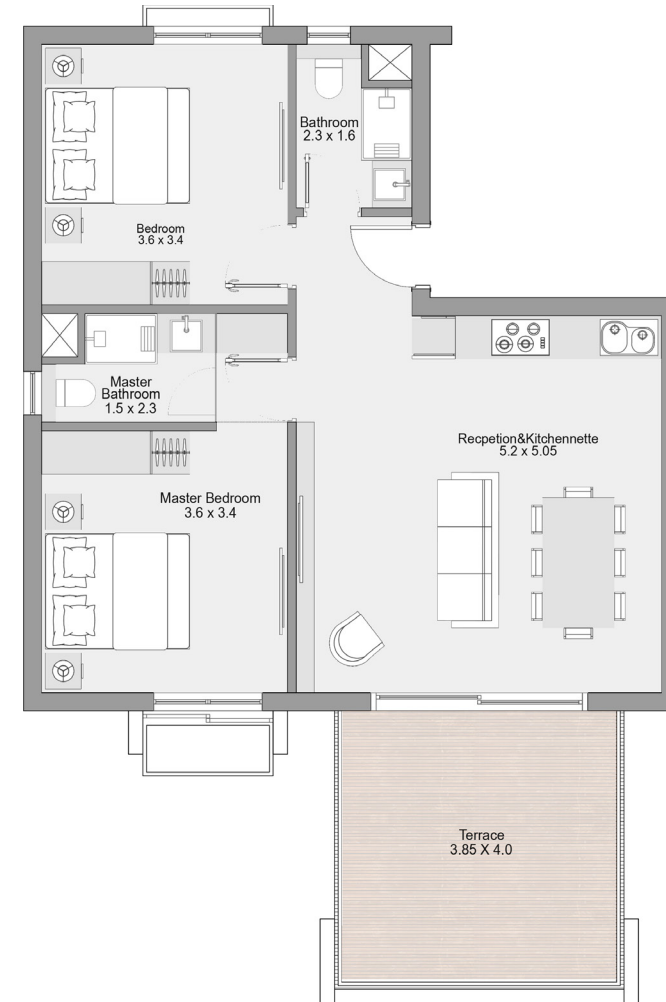 Bathroom
2.3 x 1.6
Bedroom
3.6 x 3.4
Master
Bathroom
1.5 x 2.3
Recpetion&Kitchennette
5.2 x 5.05
Master Bedroom
3.6 x 3.4
Terrace
3.85 X 4.0